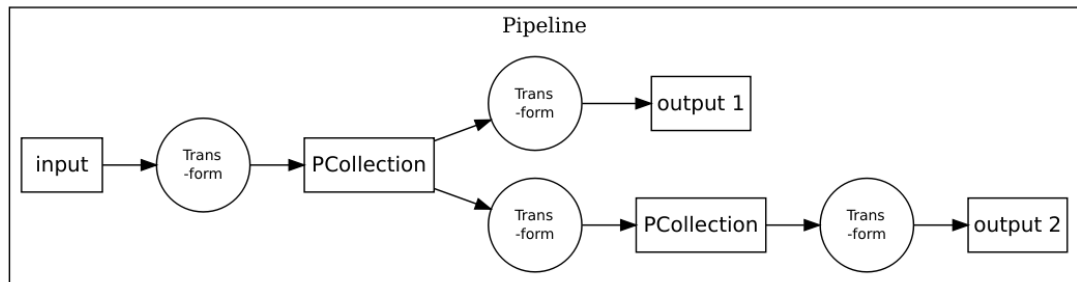 Pipeline
input
Trans
-form
PCollection
Trans
-form
output 1
Trans
-form
PCollection
Trans
-form
output 2